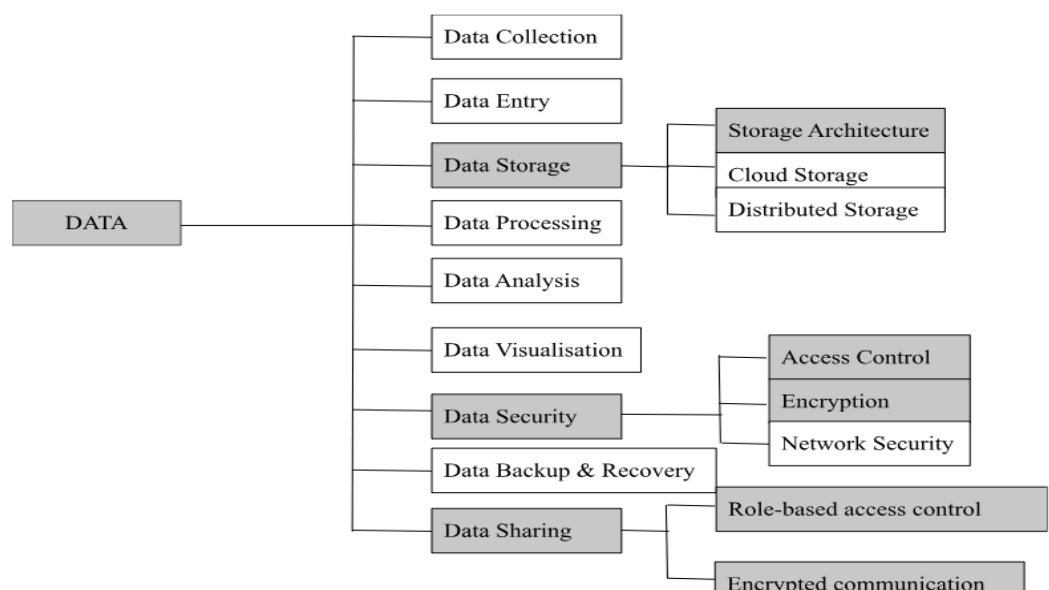 Data Collection
Data Entry
Storage Architecture
Data Storage
Cloud Storage
Distributed Storage
DATA
Data Processing
Data Analysis
Data Visualisation
Access Control
Encryption
Data Security
Network Security
Data Backup & Recovery
Role-based access control
Data Sharing
Encrypted communication